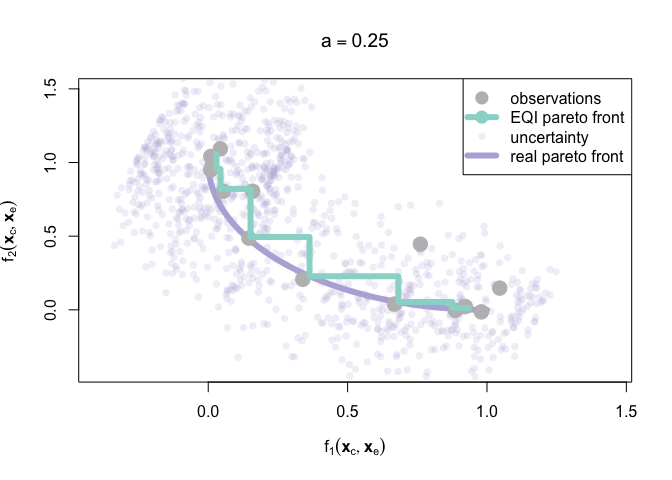 a = 0.25
1.5
1.0
0.5
0.0
f2(xc, xe)
observations
EQI pareto front
uncertainty
real pareto front
0.0 0.5 1.0 1.5
f1(xc, xe)